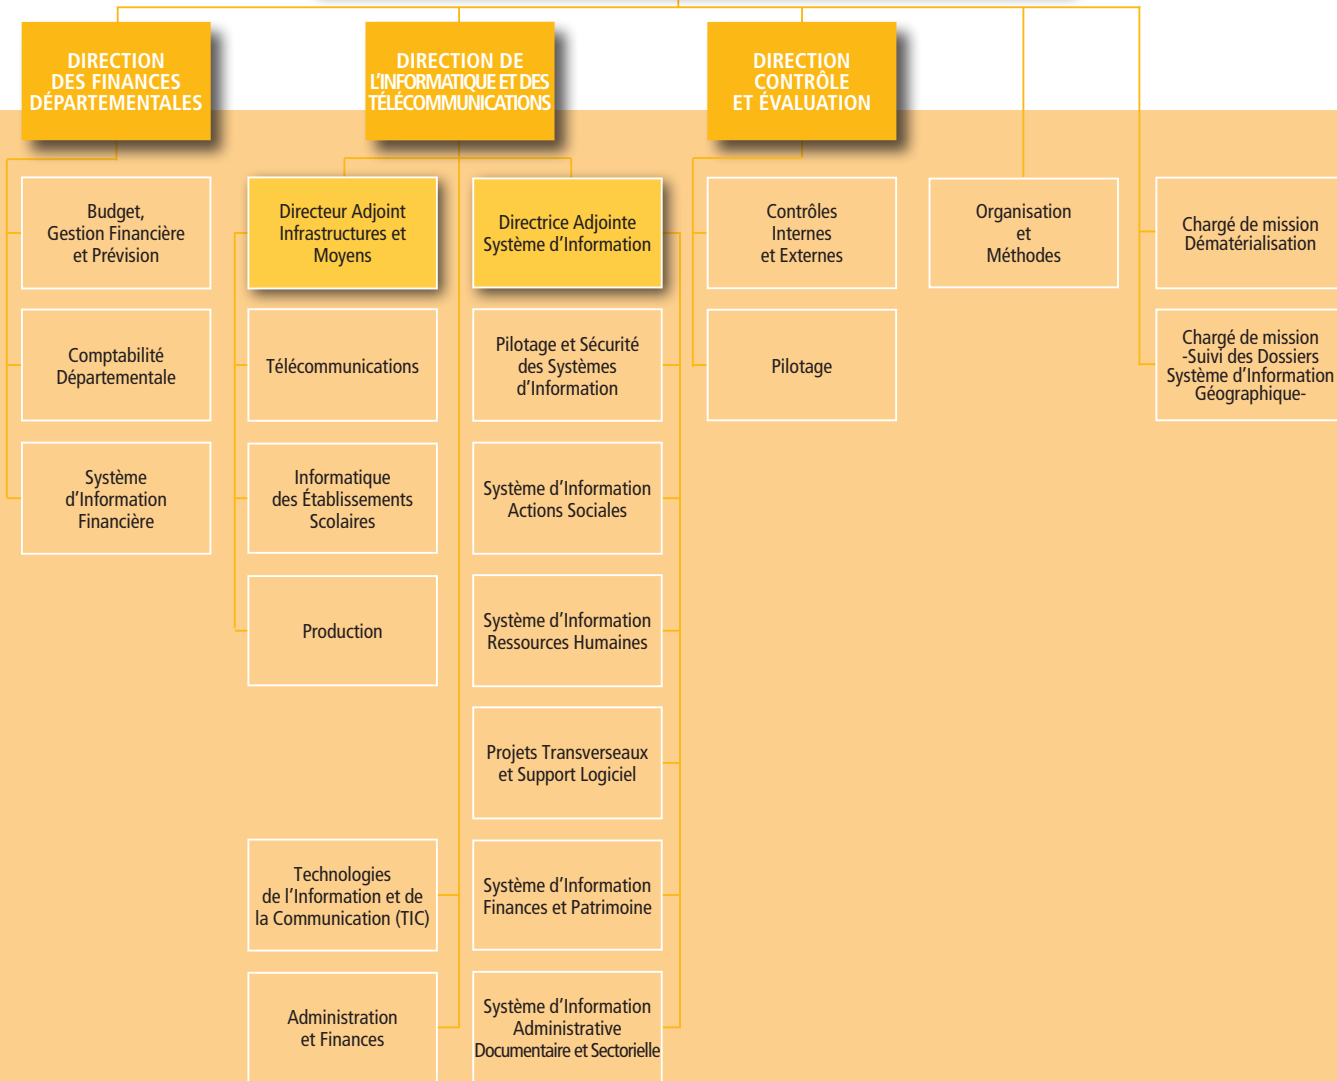 DIRECTION
DES FINANCES
DÉPARTEMENTALES
DIRECTION DE
L'INFORMATIQUE ET DES
TÉLÉCOMMUNICATIONS
DIRECTION
CONTRÔLE
ET ÉVALUATION
Budget,
Gestion Financière
et Prévision
Directeur Adjoint
Infrastructures et
Moyens
Directrice Adjointe
Système d'Information
Contrôles
Internes
et Externes
Organisation
et
Méthodes
Chargé de mission
Dématérialisation
Comptabilité
Départementale
Télécommunications
Pilotage et Sécurité
des Systèmes
d'Information
Pilotage
Chargé de mission
-Suivi des Dossiers
Système d'Information
Géographique-
Système
d'Information
Financière
Informatique
des Établissements
Scolaires
Système d'Information
Actions Sociales
Production
Système d'Information
Ressources Humaines
Projets Transverseaux
et Support Logiciel
Technologies
de l'Information et de
la Communication (TIC)
Système d'Information
Finances et Patrimoine
Administration
et Finances
Système d'Information
Administrative
Documentaire et Sectorielle